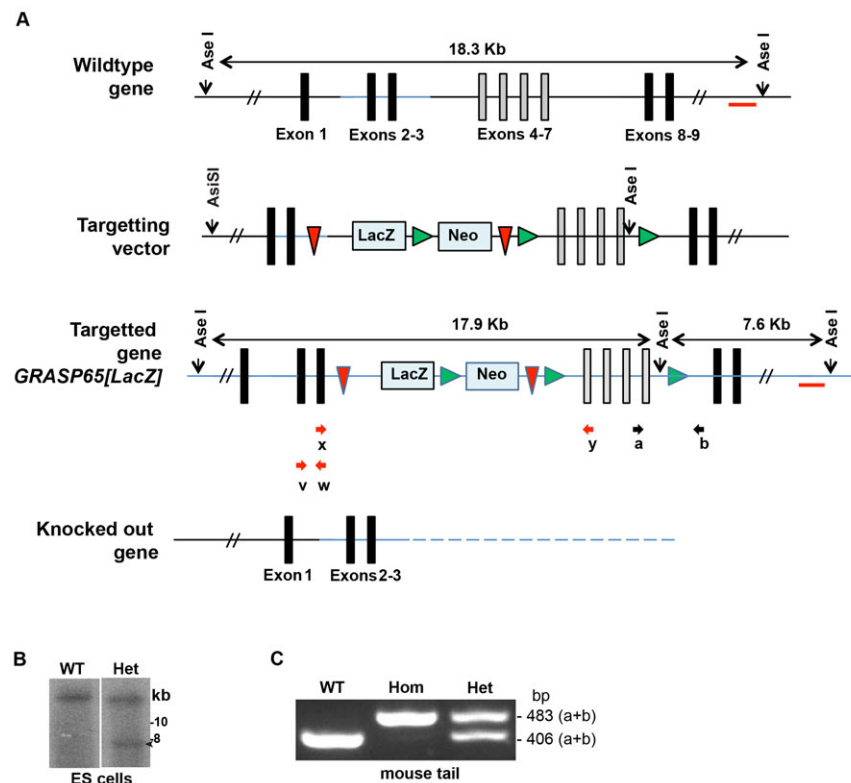 A
Wildtype gene
Ase I
18.3 Kb
Ase I
Exon 1
Exons 2-3
Exons 4-7
Exons 8-9
Targetting vector
AsiSI
LacZ
Neo
Ase I
Targetted gene
GRASP65[LacZ]
Ase I
17.9 Kb
Ase I
7.6 Kb
Ase I
LacZ
Neo
x
y
a
b
v
w
Knocked out gene
Exon 1
Exons 2-3
B
WT
Het
kb
-10
-8
ES cells
C
WT
Hom
Het
bp
- 483 (a+b)
- 406 (a+b)
mouse tail